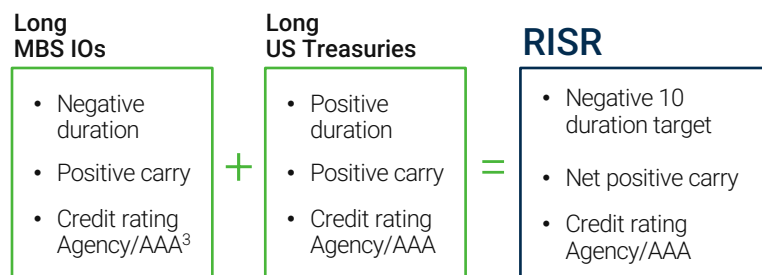 Long
MBS IOs
• Negative
duration
• Positive carry
• Credit rating
Agency/AAA³
+
Long
US Treasuries
• Positive
duration
• Positive carry
• Credit rating
Agency/AAA
=
RISR
• Negative 10
duration target
• Net positive carry
• Credit rating
Agency/AAA